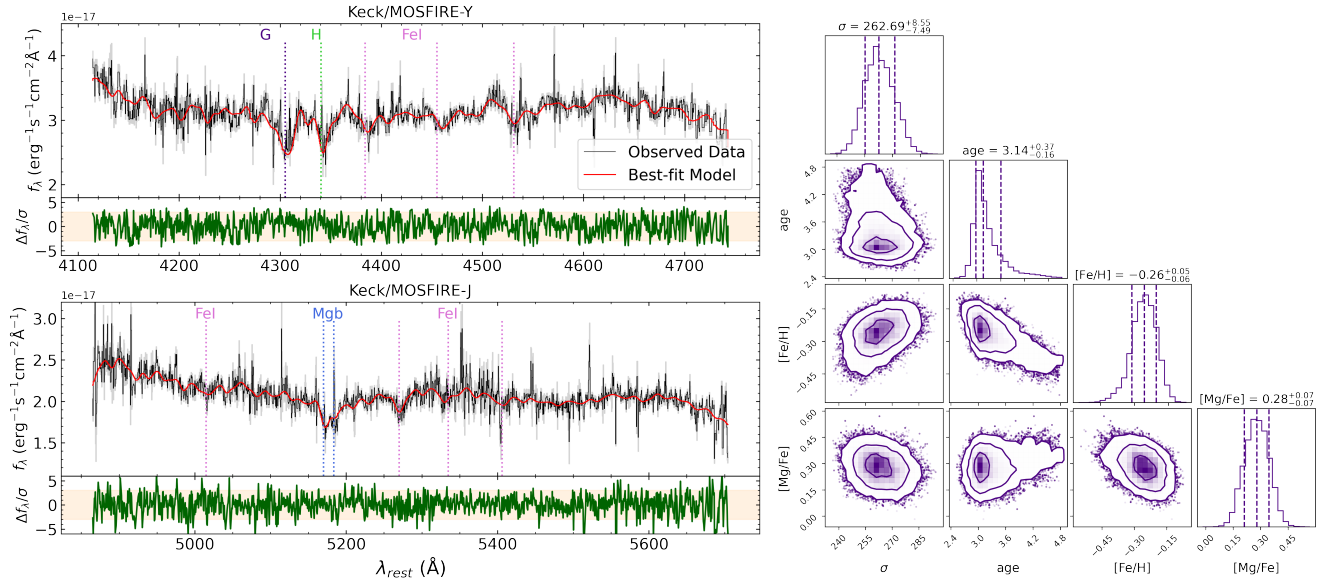 Keck/MOSFIRE-Y
1e−17
G
H
FeI
4
3
2
f_λ (erg⁻¹s⁻¹cm⁻²Å⁻¹)
Observed Data
Best-fit Model
5
0
−5
Δf_λ/σ
4100 4200 4300 4400 4500 4600 4700
Keck/MOSFIRE-J
1e−17
FeI
Mgb
FeI
3.0
2.5
2.0
1.5
f_λ (erg⁻¹s⁻¹cm⁻²Å⁻¹)
5
0
−5
Δf_λ/σ
5000 5200 5400 5600
λ_rest (Å)
σ = 262.69^{+8.55}_{−7.49}
age = 3.14^{+0.37}_{−0.16}
4.8
4.2
3.6
3.0
2.4
age
[Fe/H] = −0.26^{+0.05}_{−0.06}
−0.15
−0.30
−0.45
[Fe/H]
[Mg/Fe] = 0.28^{+0.07}_{−0.07}
0.60
0.45
0.30
0.15
0.00
[Mg/Fe]
240 255 270 285
2.4 3.0 3.6 4.2 4.8
−0.45 −0.30 −0.15
0.00 0.15 0.30 0.45
σ
age
[Fe/H]
[Mg/Fe]